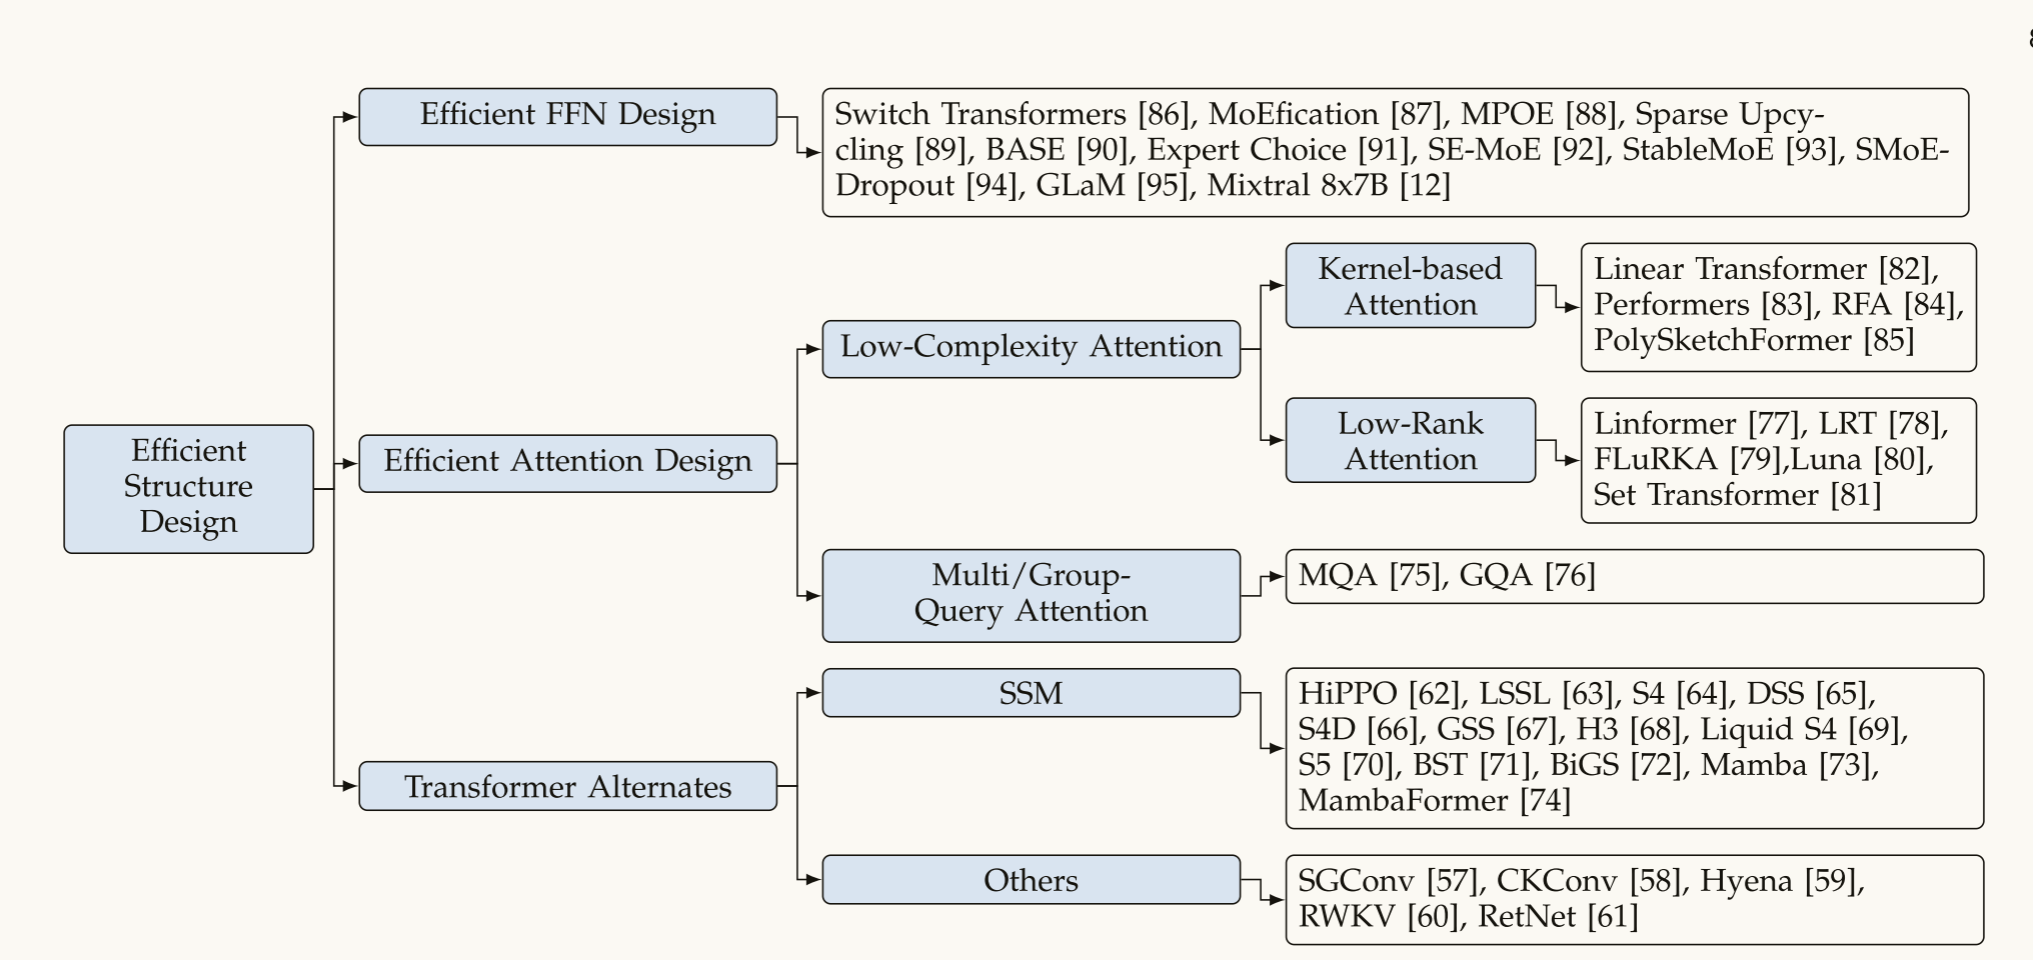 8
Efficient FFN Design
Switch Transformers [86], MoEfication [87], MPOE [88], Sparse Upcy-
cling [89], BASE [90], Expert Choice [91], SE-MoE [92], StableMoE [93], SMoE-
Dropout [94], GLaM [95], Mixtral 8x7B [12]
Kernel-based
Attention
Linear Transformer [82],
Performers [83], RFA [84],
PolySketchFormer [85]
Low-Complexity Attention
Low-Rank
Attention
Linformer [77], LRT [78],
FLuRKA [79],Luna [80],
Set Transformer [81]
Efficient
Structure
Design
Efficient Attention Design
Multi/Group-
Query Attention
MQA [75], GQA [76]
SSM
HiPPO [62], LSSL [63], S4 [64], DSS [65],
S4D [66], GSS [67], H3 [68], Liquid S4 [69],
S5 [70], BST [71], BiGS [72], Mamba [73],
MambaFormer [74]
Transformer Alternates
Others
SGConv [57], CKConv [58], Hyena [59],
RWKV [60], RetNet [61]